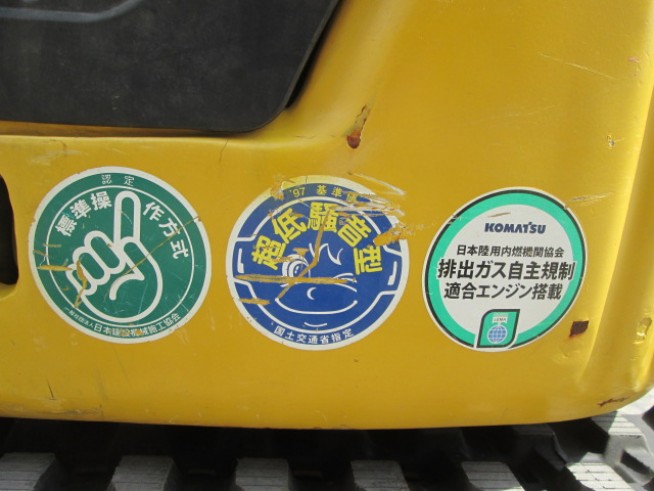 認定
標準操作方式
日本建設機械施工協会
'97 基準値
超低騒音型
国土交通省指定
KOMATSU
日本陸用内燃機関協会
排出ガス自主規制
適合エンジン搭載